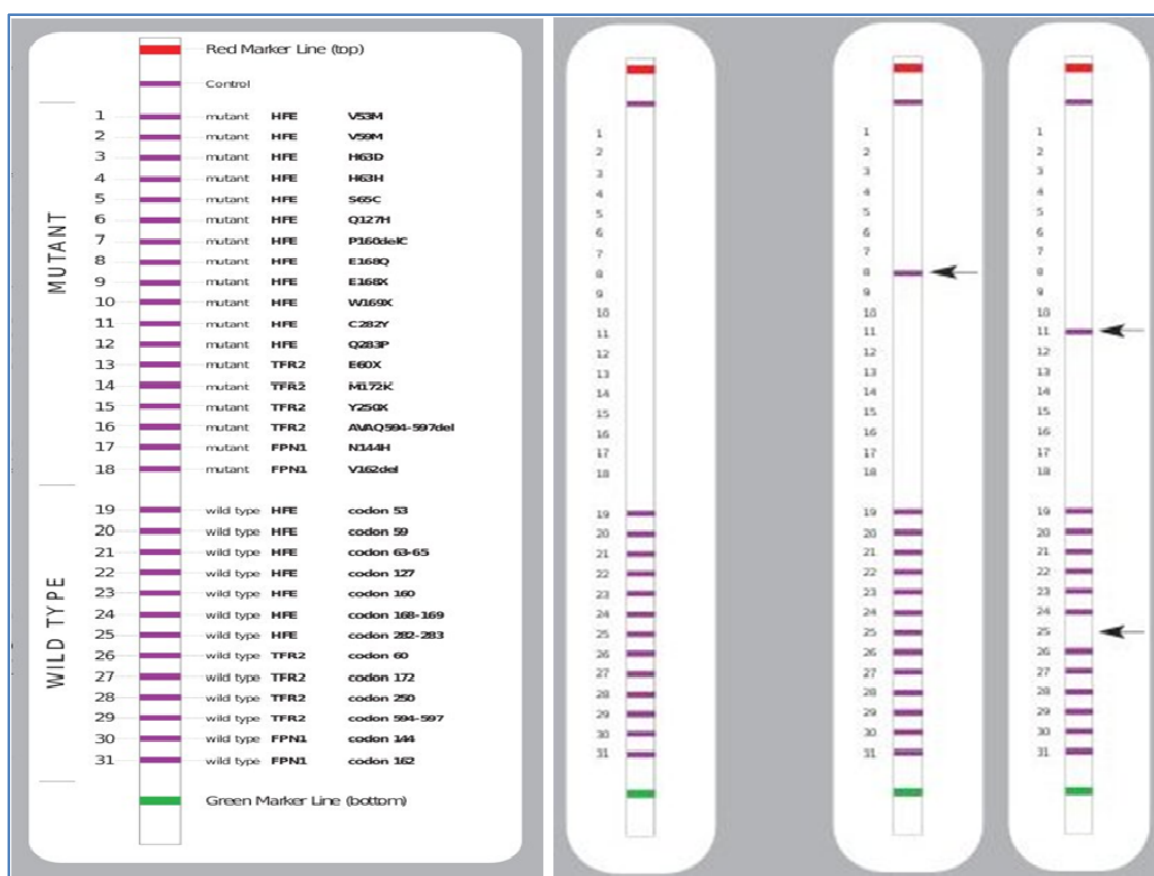 Red Marker Line (top)
Control
MUTANT
1 mutant HFE V53M
2 mutant HFE V59M
3 mutant HFE H63D
4 mutant HFE H63H
5 mutant HFE S65C
6 mutant HFE Q127H
7 mutant HFE P160delC
8 mutant HFE E168Q
9 mutant HFE E168X
10 mutant HFE W169X
11 mutant HFE C282Y
12 mutant HFE Q283P
13 mutant TFR2 E60X
14 mutant TFR2 M172K
15 mutant TFR2 Y250X
16 mutant TFR2 AVAQ594-597del
17 mutant FPN1 N144H
18 mutant FPN1 V162del
WILD TYPE
19 wild type HFE codon 53
20 wild type HFE codon 59
21 wild type HFE codon 63-65
22 wild type HFE codon 127
23 wild type HFE codon 160
24 wild type HFE codon 168-169
25 wild type HFE codon 282-283
26 wild type TFR2 codon 60
27 wild type TFR2 codon 172
28 wild type TFR2 codon 250
29 wild type TFR2 codon 594-597
30 wild type FPN1 codon 144
31 wild type FPN1 codon 162
Green Marker Line (bottom)
1
2
3
4
5
6
7
8
9
10
11
12
13
14
15
16
17
18
19
20
21
22
23
24
25
26
27
28
29
30
31
1
2
3
4
5
6
7
8
9
10
11
12
13
14
15
16
17
18
19
20
21
22
23
24
25
26
27
28
29
30
31
1
2
3
4
5
6
7
8
9
10
11
12
13
14
15
16
17
18
19
20
21
22
23
24
25
26
27
28
29
30
31